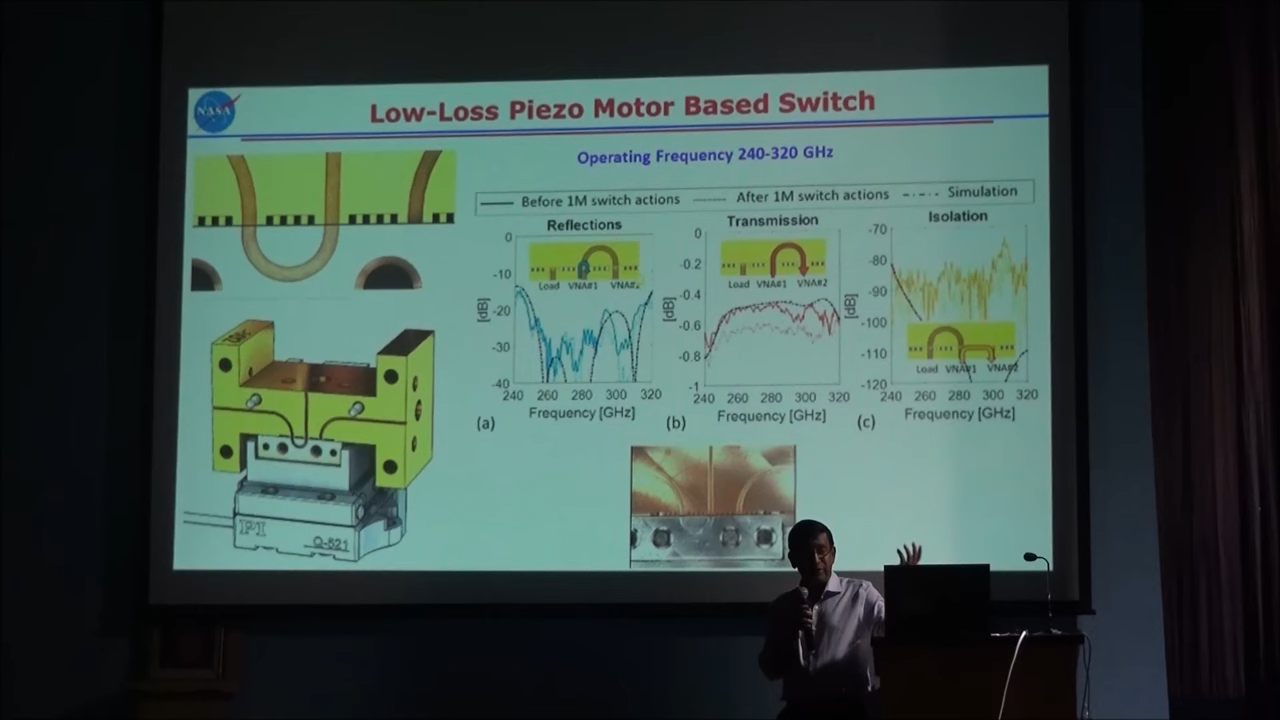 NASA
Low-Loss Piezo Motor Based Switch
Operating Frequency 240-320 GHz
Before 1M switch actions After 1M switch actions Simulation
Reflections
0
-10
-20
-30
-40
[dB]
Load VNA#1
240 260 280 300 320
Frequency [GHz]
(a)
Transmission
0
-0.2
-0.4
-0.6
-0.8
-1
[dB]
Load VNA#1 VNA#2
240 260 280 300 320
Frequency [GHz]
(b)
Isolation
-70
-80
-90
-100
-110
-120
[dB]
Load VNA#1 VNA#2
240 260 280 300 320
Frequency [GHz]
(c)
PI
Q-521